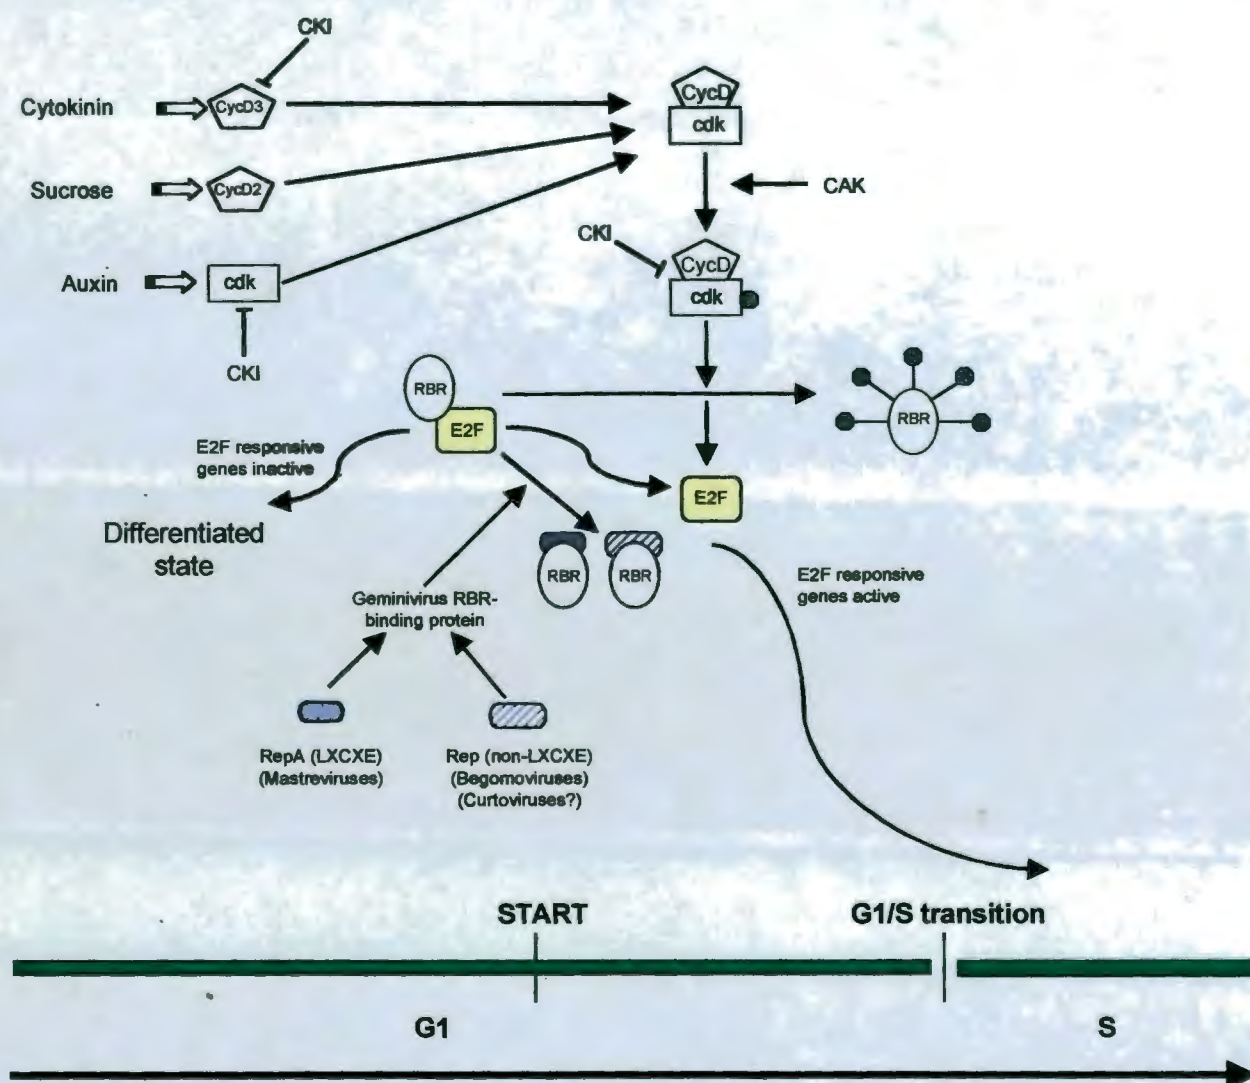 CKI
Cytokinin
CycD3
CycD
cdk
Sucrose
CycD2
CAK
CKI
CycD
cdk
Auxin
cdk
CKI
RBR
E2F
RBR
E2F responsive
genes inactive
E2F
Differentiated
state
RBR
RBR
E2F responsive
genes active
Geminivirus RBR-
binding protein
RepA (LXCXE)
(Mastreviruses)
Rep (non-LXCXE)
(Begomoviruses)
(Curtoviruses?)
START
G1/S transition
G1
S